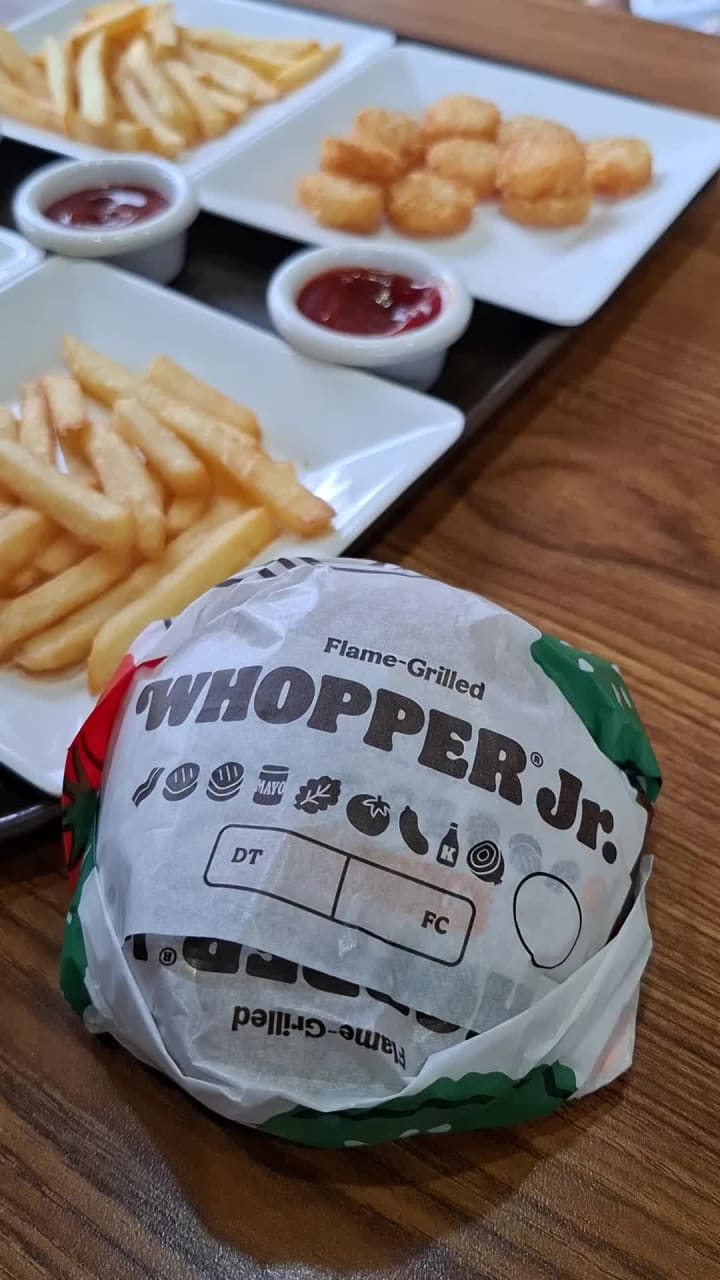 Flame-Grilled
WHOPPER® Jr.
MAYO
K
DT
FC
®
Flame-Grilled